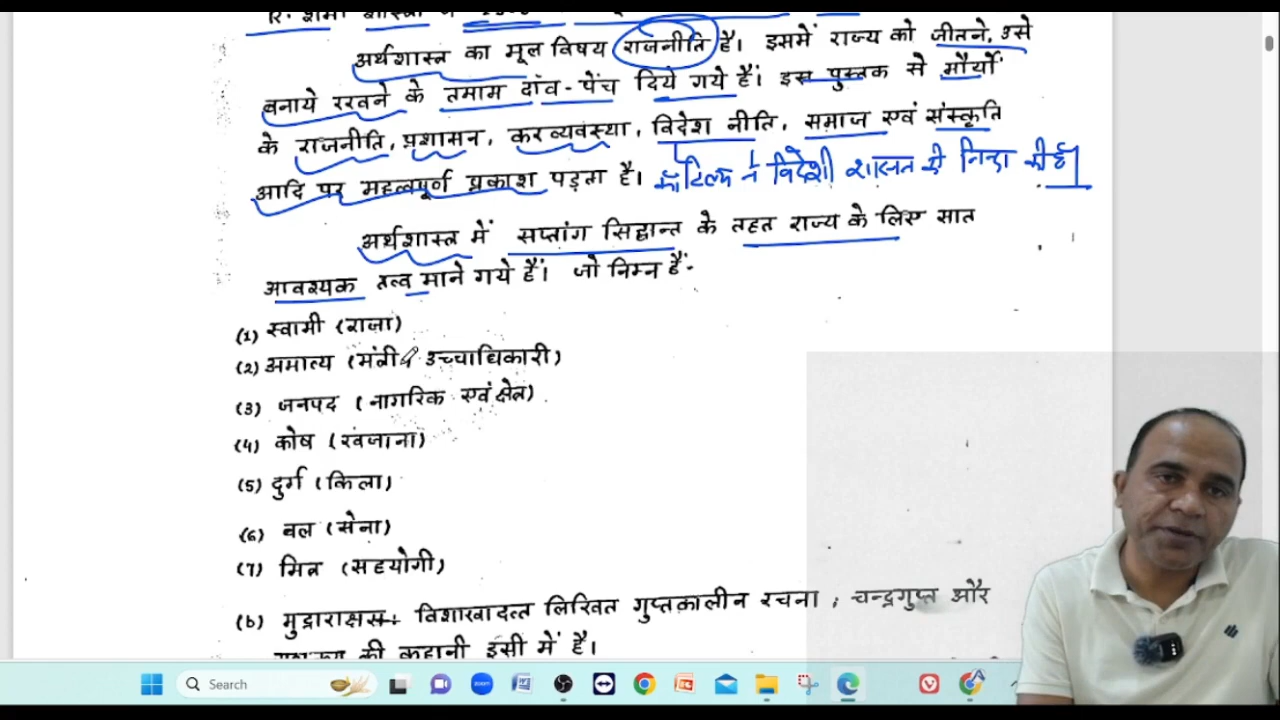 R. शर्मा शास्त्री ने
अर्थशास्त्र का मूल विषय राजनीति है। इसमें राज्य को जीतने, उसे
बनाये रखने के तमाम दाँव-पेंच दिये गये हैं। इस पुस्तक से मौर्यों
के राजनीति, प्रशासन, करव्यवस्था, विदेश नीति, समाज एवं संस्कृति
आदि पर महत्वपूर्ण प्रकाश पड़ता है। कौटिल्य ने विदेशी शासन की निन्दा की है।
अर्थशास्त्र में सप्तांग सिद्धान्त के तहत राज्य के लिए सात
आवश्यक तत्व माने गये हैं। जो निम्न हैं-
(1) स्वामी (राजा)
(2) अमात्य (मंत्री उच्चाधिकारी)
(3) जनपद (नागरिक एवं क्षेत्र)
(4) कोष (खजाना)
(5) दुर्ग (किला)
(6) बल (सेना)
(7) मित्र (सहयोगी)
(b) मुद्राराक्षस विशाखादत्त लिखित गुप्तकालीन रचना, चन्द्रगुप्त और
की कहानी इसी में है।
Search